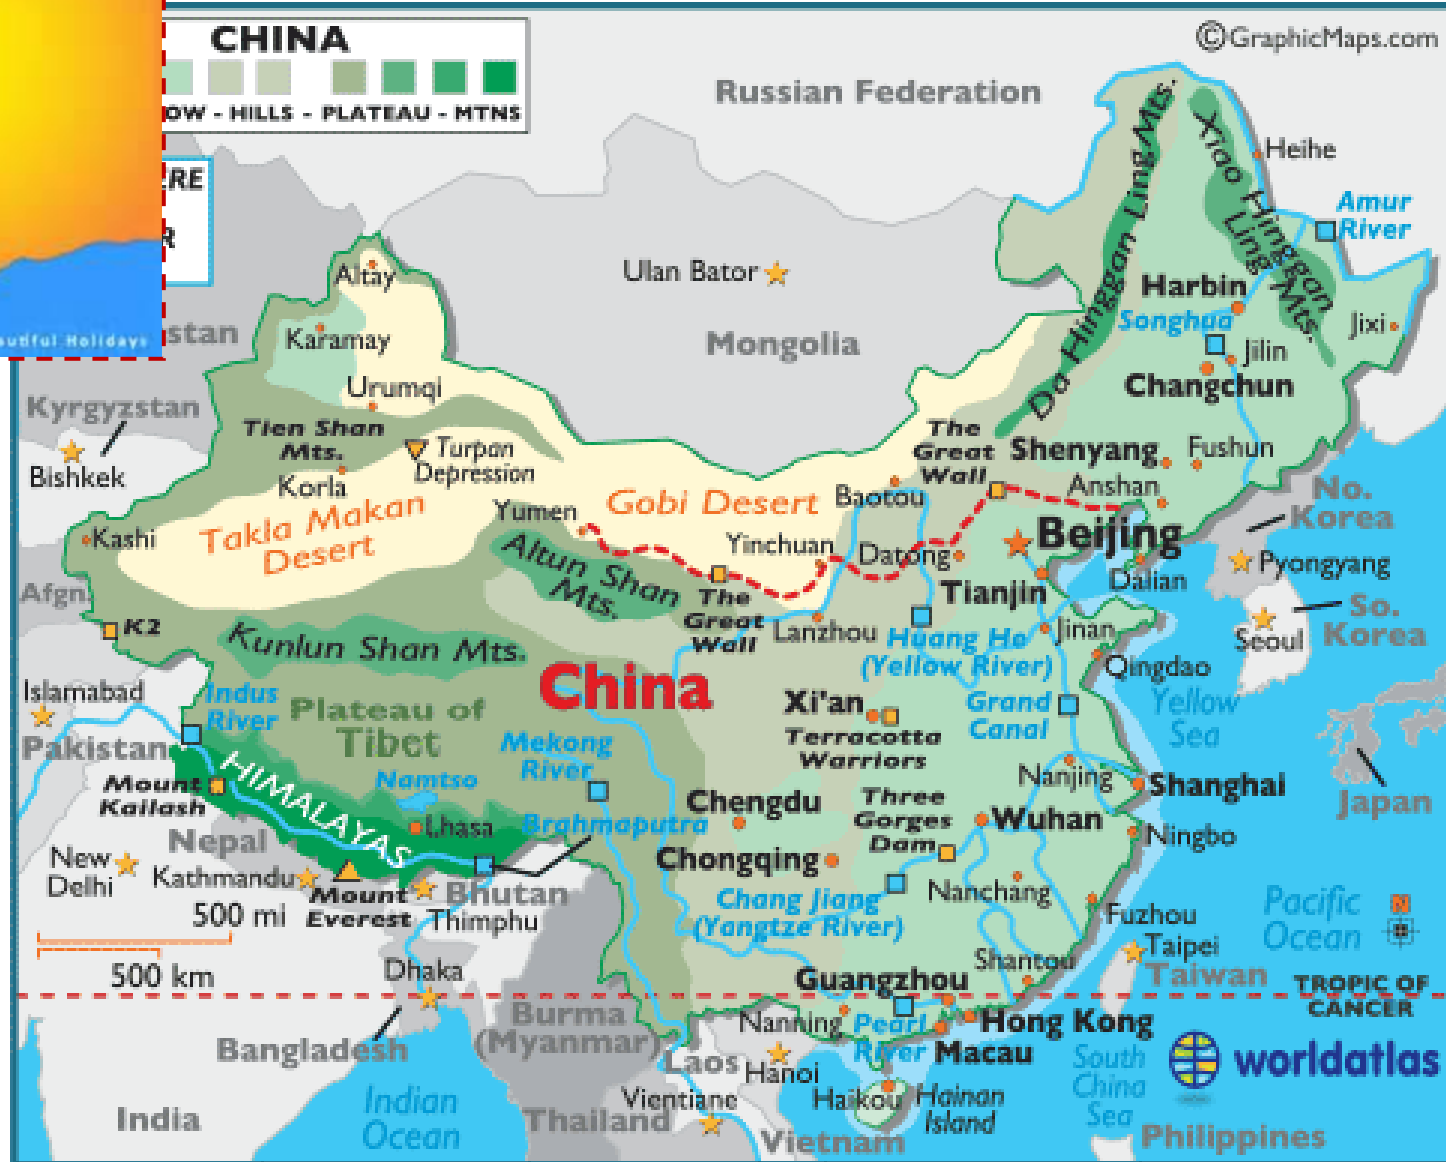 CHINA
OW - HILLS - PLATEAU - MTNS
©GraphicMaps.com
Russian Federation
Heihe
Amur
River
Da Hinggan Ling Mts.
Xiao Hinggan
Ling Mts.
Altay
Ulan Bator
Harbin
Songhua
Jixi
stan
Karamay
Mongolia
Jilin
Changchun
Holidays
Kyrgyzstan
Urumqi
Tien Shan
Mts.
Turpan
Depression
The
Great
Wall
Shenyang
Fushun
Bishkek
Korla
Anshan
No.
Korea
Takla Makan
Desert
Yumen
Gobi Desert
Baotou
Kashi
Altun Shan
Mts.
Yinchuan
Datong
Beijing
Pyongyang
Afgn.
The
Great
Wall
Tianjin
Dalian
So.
Korea
K2
Kunlun Shan Mts.
Lanzhou
Huang He
(Yellow River)
Jinan
Seoul
Qingdao
Islamabad
Indus
River
China
Xi'an
Grand
Canal
Yellow
Sea
Pakistan
Plateau of
Tibet
Mekong
River
Terracotta
Warriors
Nanjing
Shanghai
Mount
Kailash
HIMALAYAS
Namtso
Chengdu
Three
Gorges
Dam
Wuhan
Japan
Nepal
Lhasa
Brahmaputra
Ningbo
New
Delhi
Kathmandu
Chongqing
Mount
Everest
Bhutan
Thimphu
Chang Jiang
(Yangtze River)
Nanchang
Fuzhou
Pacific
Ocean
N
500 mi
500 km
Dhaka
Guangzhou
Shantou
Taipei
Taiwan
TROPIC OF
CANCER
Bangladesh
Burma
(Myanmar)
Nanning
Pearl
River
Hong Kong
Macau
worldatlas
Laos
Hanoi
South
China
Sea
India
Indian
Ocean
Vientiane
Haikou
Hainan
Island
Thailand
Vietnam
Philippines